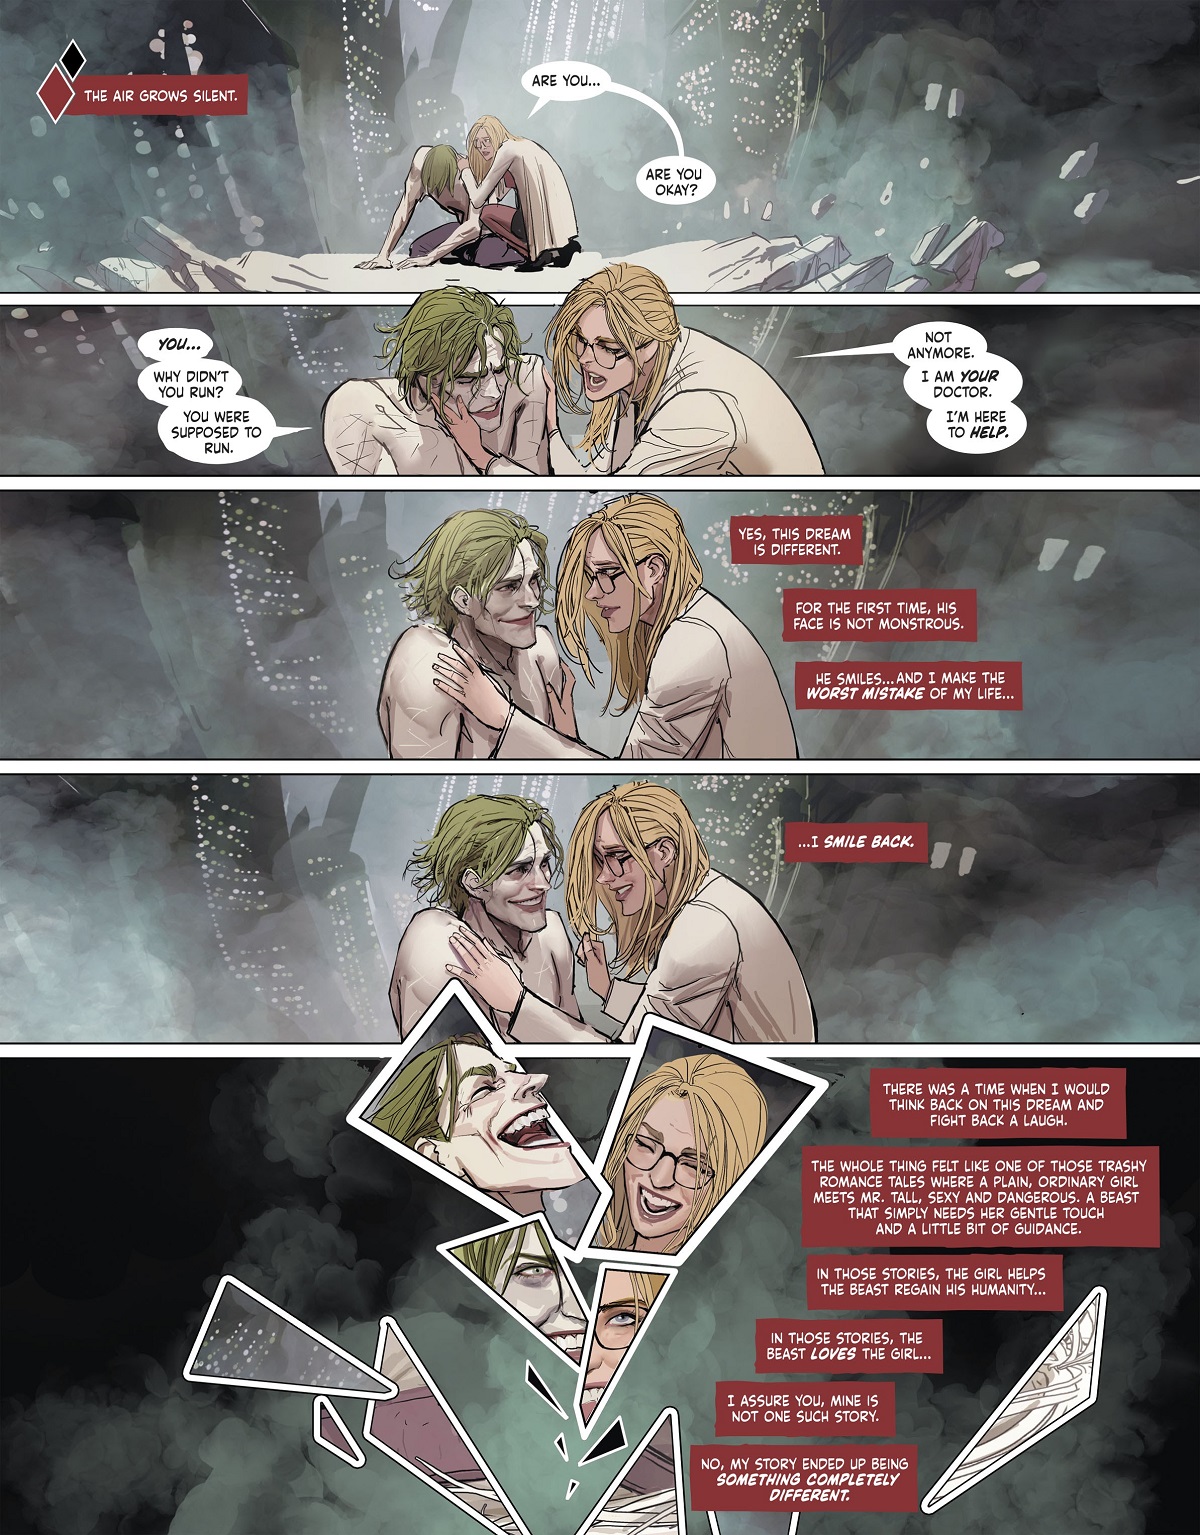 THE AIR GROWS SILENT.
ARE YOU...
ARE YOU
OKAY?
YOU...
WHY DIDN'T
YOU RUN?
YOU WERE
SUPPOSED TO
RUN.
NOT
ANYMORE.
I AM YOUR
DOCTOR.
I'M HERE
TO HELP.
YES, THIS DREAM
IS DIFFERENT.
FOR THE FIRST TIME, HIS
FACE IS NOT MONSTROUS.
HE SMILES...AND I MAKE THE
WORST MISTAKE OF MY LIFE...
...I SMILE BACK.
THERE WAS A TIME WHEN I WOULD
THINK BACK ON THIS DREAM AND
FIGHT BACK A LAUGH.
THE WHOLE THING FELT LIKE ONE OF THOSE TRASHY
ROMANCE TALES WHERE A PLAIN, ORDINARY GIRL
MEETS MR. TALL, SEXY AND DANGEROUS. A BEAST
THAT SIMPLY NEEDS HER GENTLE TOUCH
AND A LITTLE BIT OF GUIDANCE.
IN THOSE STORIES, THE GIRL HELPS
THE BEAST REGAIN HIS HUMANITY...
IN THOSE STORIES, THE
BEAST LOVES THE GIRL...
I ASSURE YOU, MINE IS
NOT ONE SUCH STORY.
NO, MY STORY ENDED UP BEING
SOMETHING COMPLETELY
DIFFERENT.